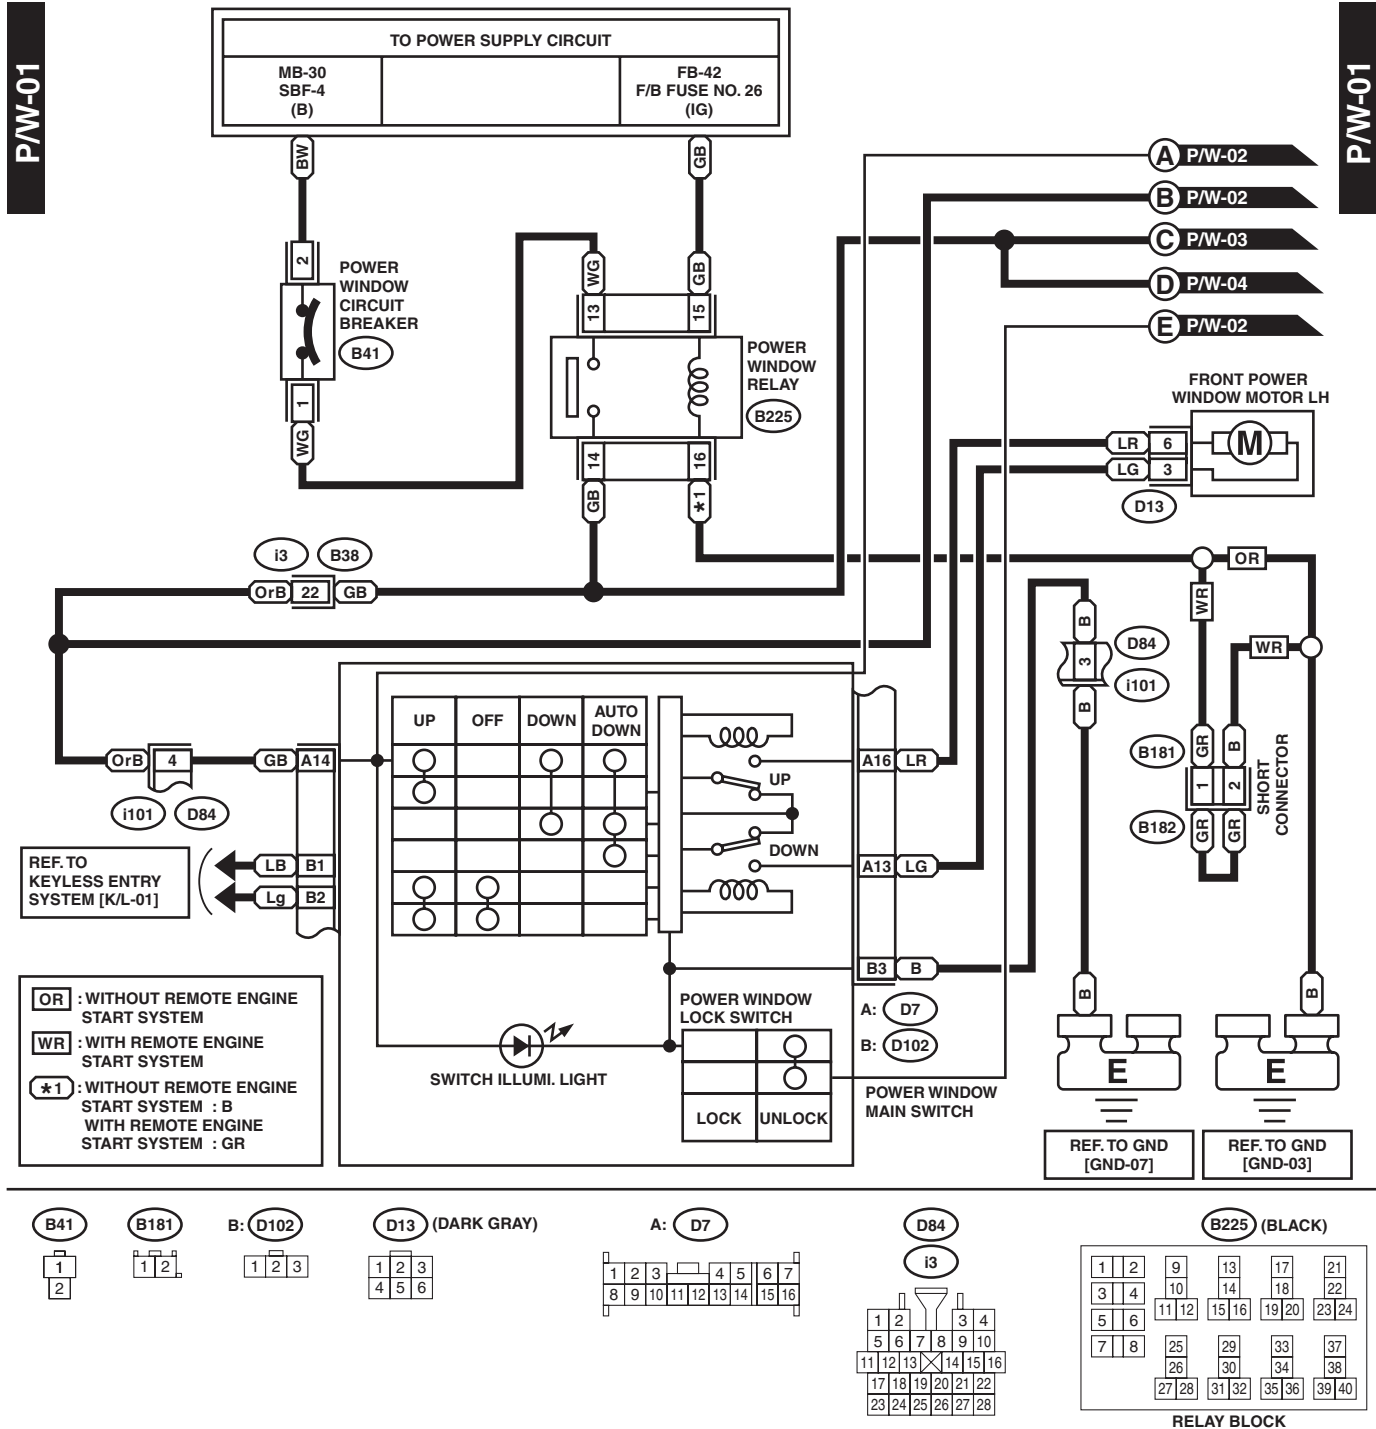 P/W-01
P/W-01
TO POWER SUPPLY CIRCUIT
MB-30
SBF-4
(B)
FB-42
F/B FUSE NO. 26
(IG)
BW
GB
A P/W-02
B P/W-02
C P/W-03
D P/W-04
E P/W-02
2
POWER
WINDOW
CIRCUIT
BREAKER
B41
1
WG
WG
GB
13
15
POWER
WINDOW
RELAY
B225
14
16
GB
*1
FRONT POWER
WINDOW MOTOR LH
LR 6
LG 3
M
D13
i3 B38
OrB 22 GB
OR
WR
WR
B
3
B
D84
i101
UP OFF DOWN AUTO
DOWN
OrB 4 GB A14
i101 D84
UP
DOWN
A16 LR
A13 LG
B3 B
B181
GR B
1 2
B182
GR GR
SHORT
CONNECTOR
REF. TO
KEYLESS ENTRY
SYSTEM [K/L-01]
LB B1
Lg B2
OR : WITHOUT REMOTE ENGINE
START SYSTEM
WR : WITH REMOTE ENGINE
START SYSTEM
*1 : WITHOUT REMOTE ENGINE
START SYSTEM : B
WITH REMOTE ENGINE
START SYSTEM : GR
SWITCH ILLUMI. LIGHT
POWER WINDOW
LOCK SWITCH
LOCK UNLOCK
A: D7
B: D102
POWER WINDOW
MAIN SWITCH
B
B
E
E
REF. TO GND
[GND-07]
REF. TO GND
[GND-03]
B41
1
2
B181
1 2
B: D102
1 2 3
D13 (DARK GRAY)
1 2 3
4 5 6
A: D7
1 2 3 4 5 6 7
8 9 10 11 12 13 14 15 16
D84
i3
1 2 3 4
5 6 7 8 9 10
11 12 13 14 15 16
17 18 19 20 21 22
23 24 25 26 27 28
B225 (BLACK)
1 2
3 4
5 6
7 8
9
10
11 12
13
14
15 16
17
18
19 20
21
22
23 24
25
26
27 28
29
30
31 32
33
34
35 36
37
38
39 40
RELAY BLOCK